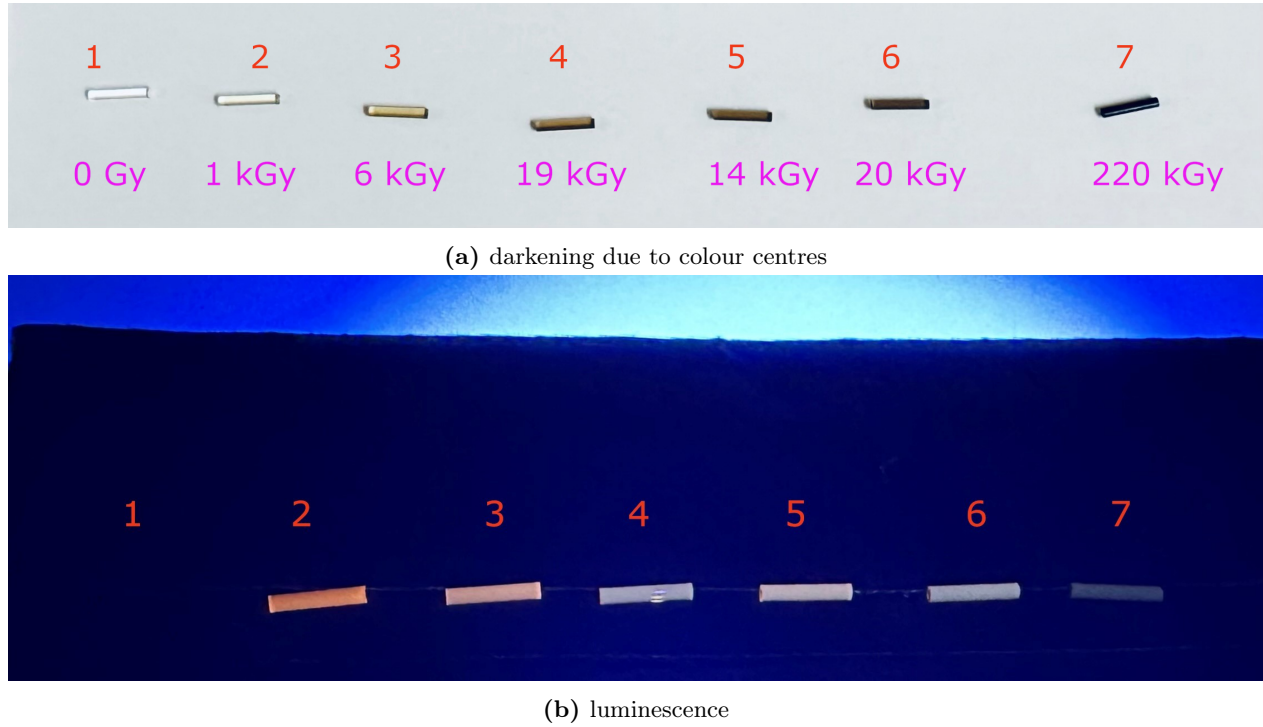 1 2 3 4 5 6 7
0 Gy 1 kGy 6 kGy 19 kGy 14 kGy 20 kGy 220 kGy
(a) darkening due to colour centres
1 2 3 4 5 6 7
(b) luminescence